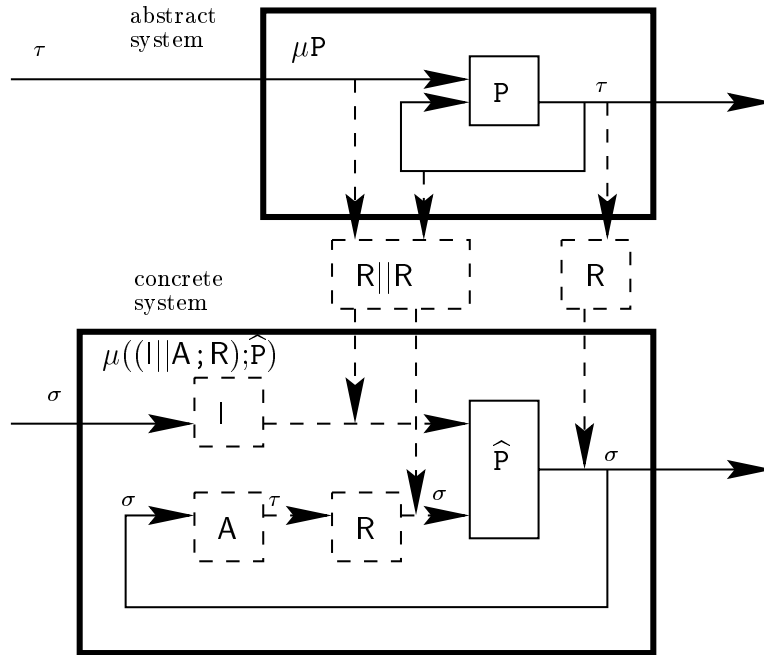 abstract
system
τ
μP
P
τ
R||R
R
concrete
system
μ((I||A;R);P̂)
σ
I
P̂
σ
σ
A
τ
R
σ